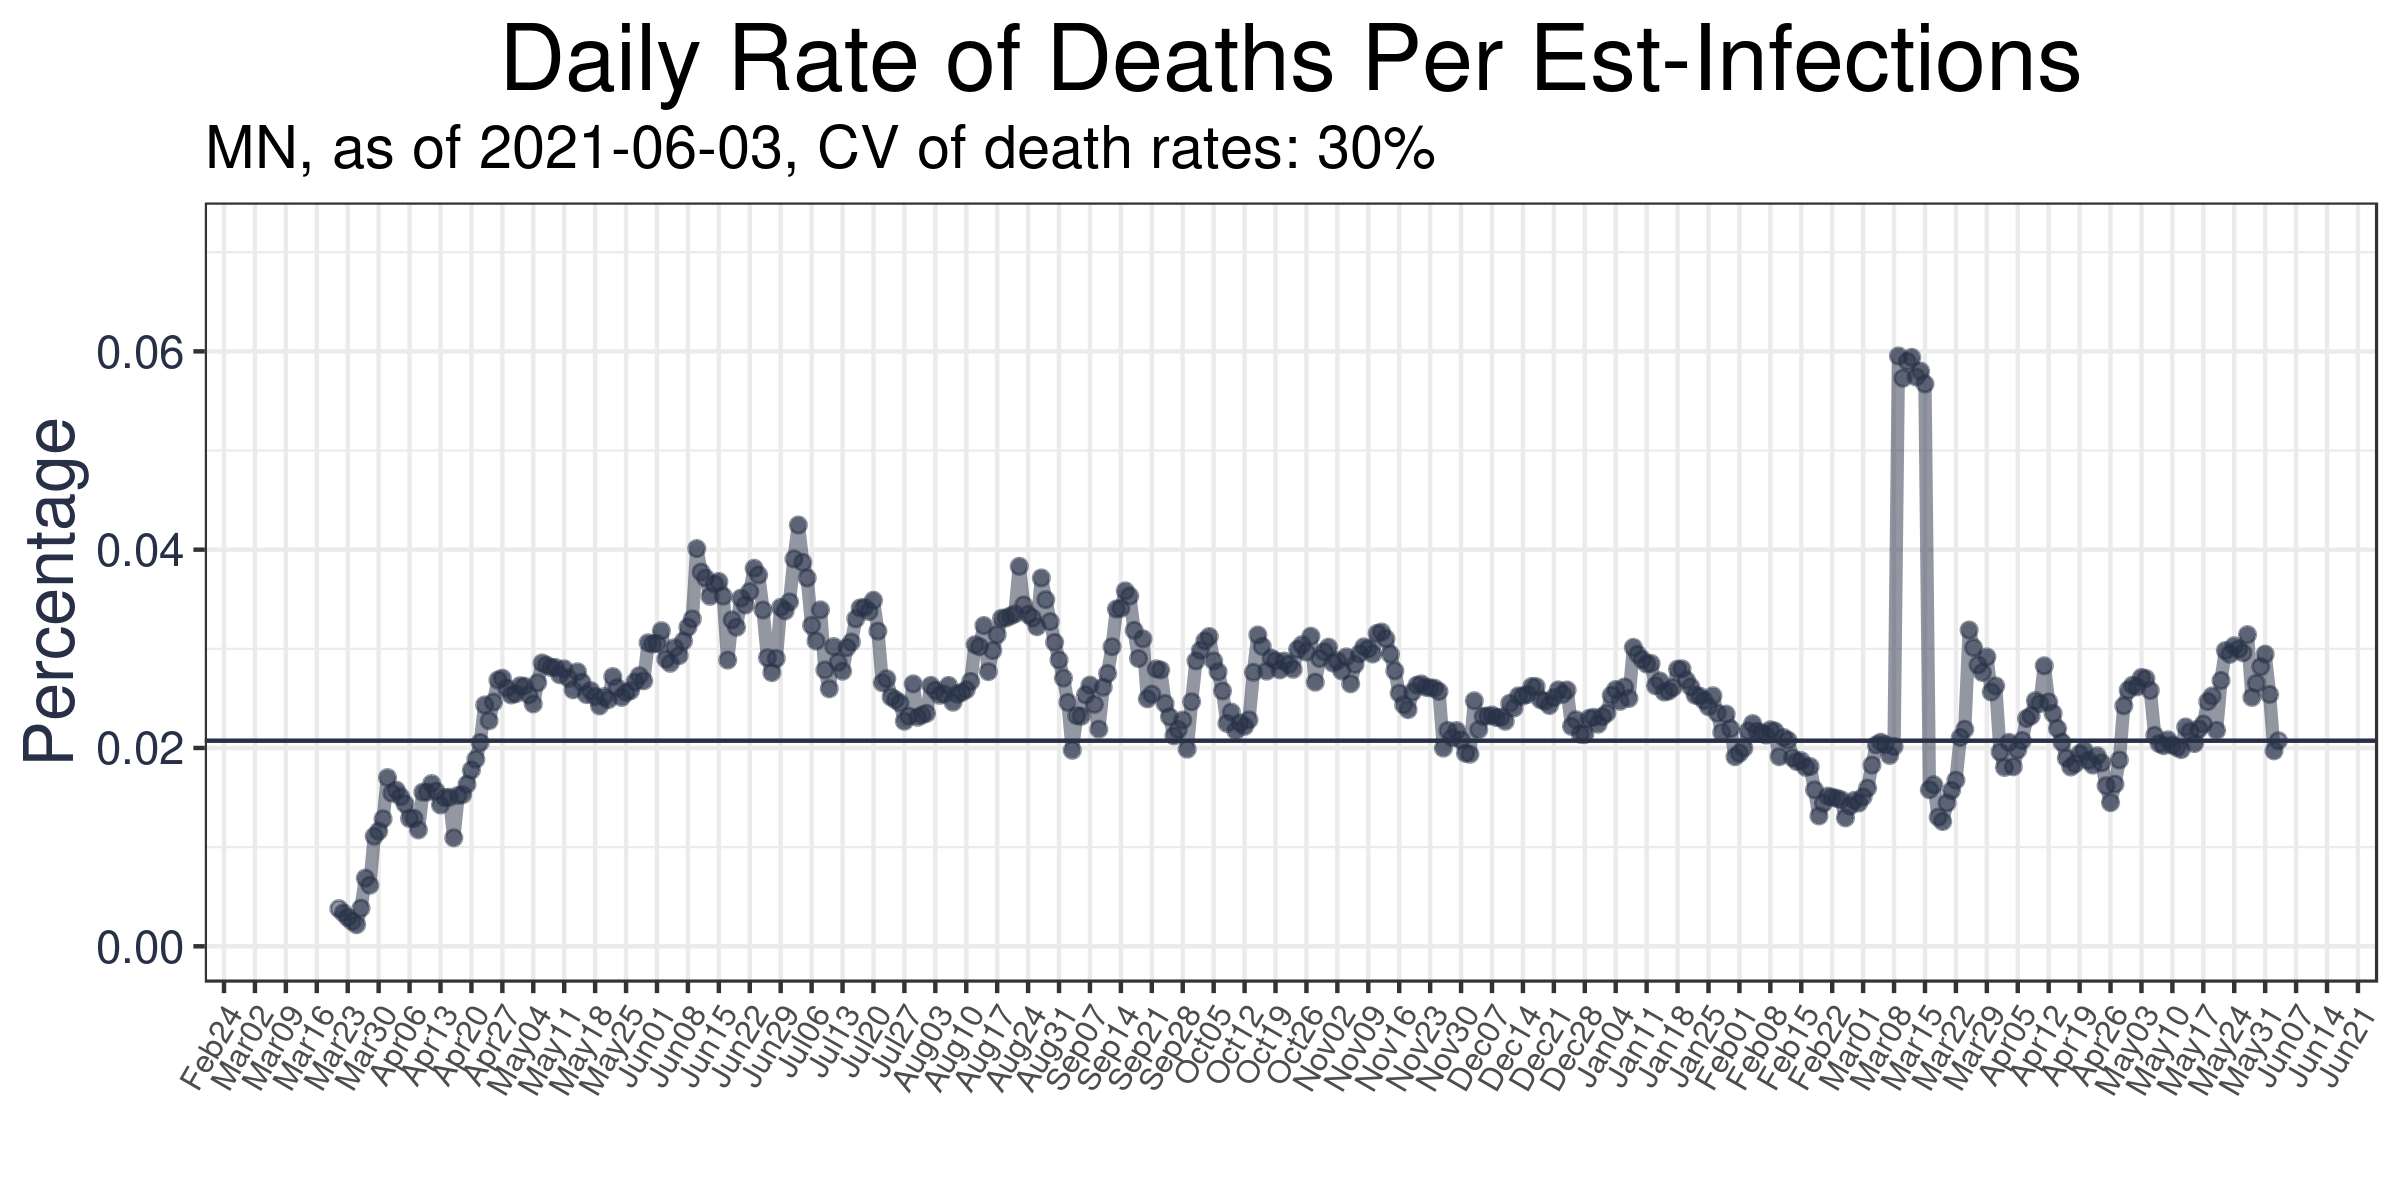 Daily Rate of Deaths Per Est-Infections
MN, as of 2021-06-03, CV of death rates: 30%
Percentage
0.06
0.04
0.02
0.00
Feb24
Mar02
Mar09
Mar16
Mar23
Mar30
Apr06
Apr13
Apr20
Apr27
May04
May11
May18
May25
Jun01
Jun08
Jun15
Jun22
Jun29
Jul06
Jul13
Jul20
Jul27
Aug03
Aug10
Aug17
Aug24
Aug31
Sep07
Sep14
Sep21
Sep28
Oct05
Oct12
Oct19
Oct26
Nov02
Nov09
Nov16
Nov23
Nov30
Dec07
Dec14
Dec21
Dec28
Jan04
Jan11
Jan18
Jan25
Feb01
Feb08
Feb15
Feb22
Mar01
Mar08
Mar15
Mar22
Mar29
Apr05
Apr12
Apr19
Apr26
May03
May10
May17
May24
May31
Jun07
Jun14
Jun21